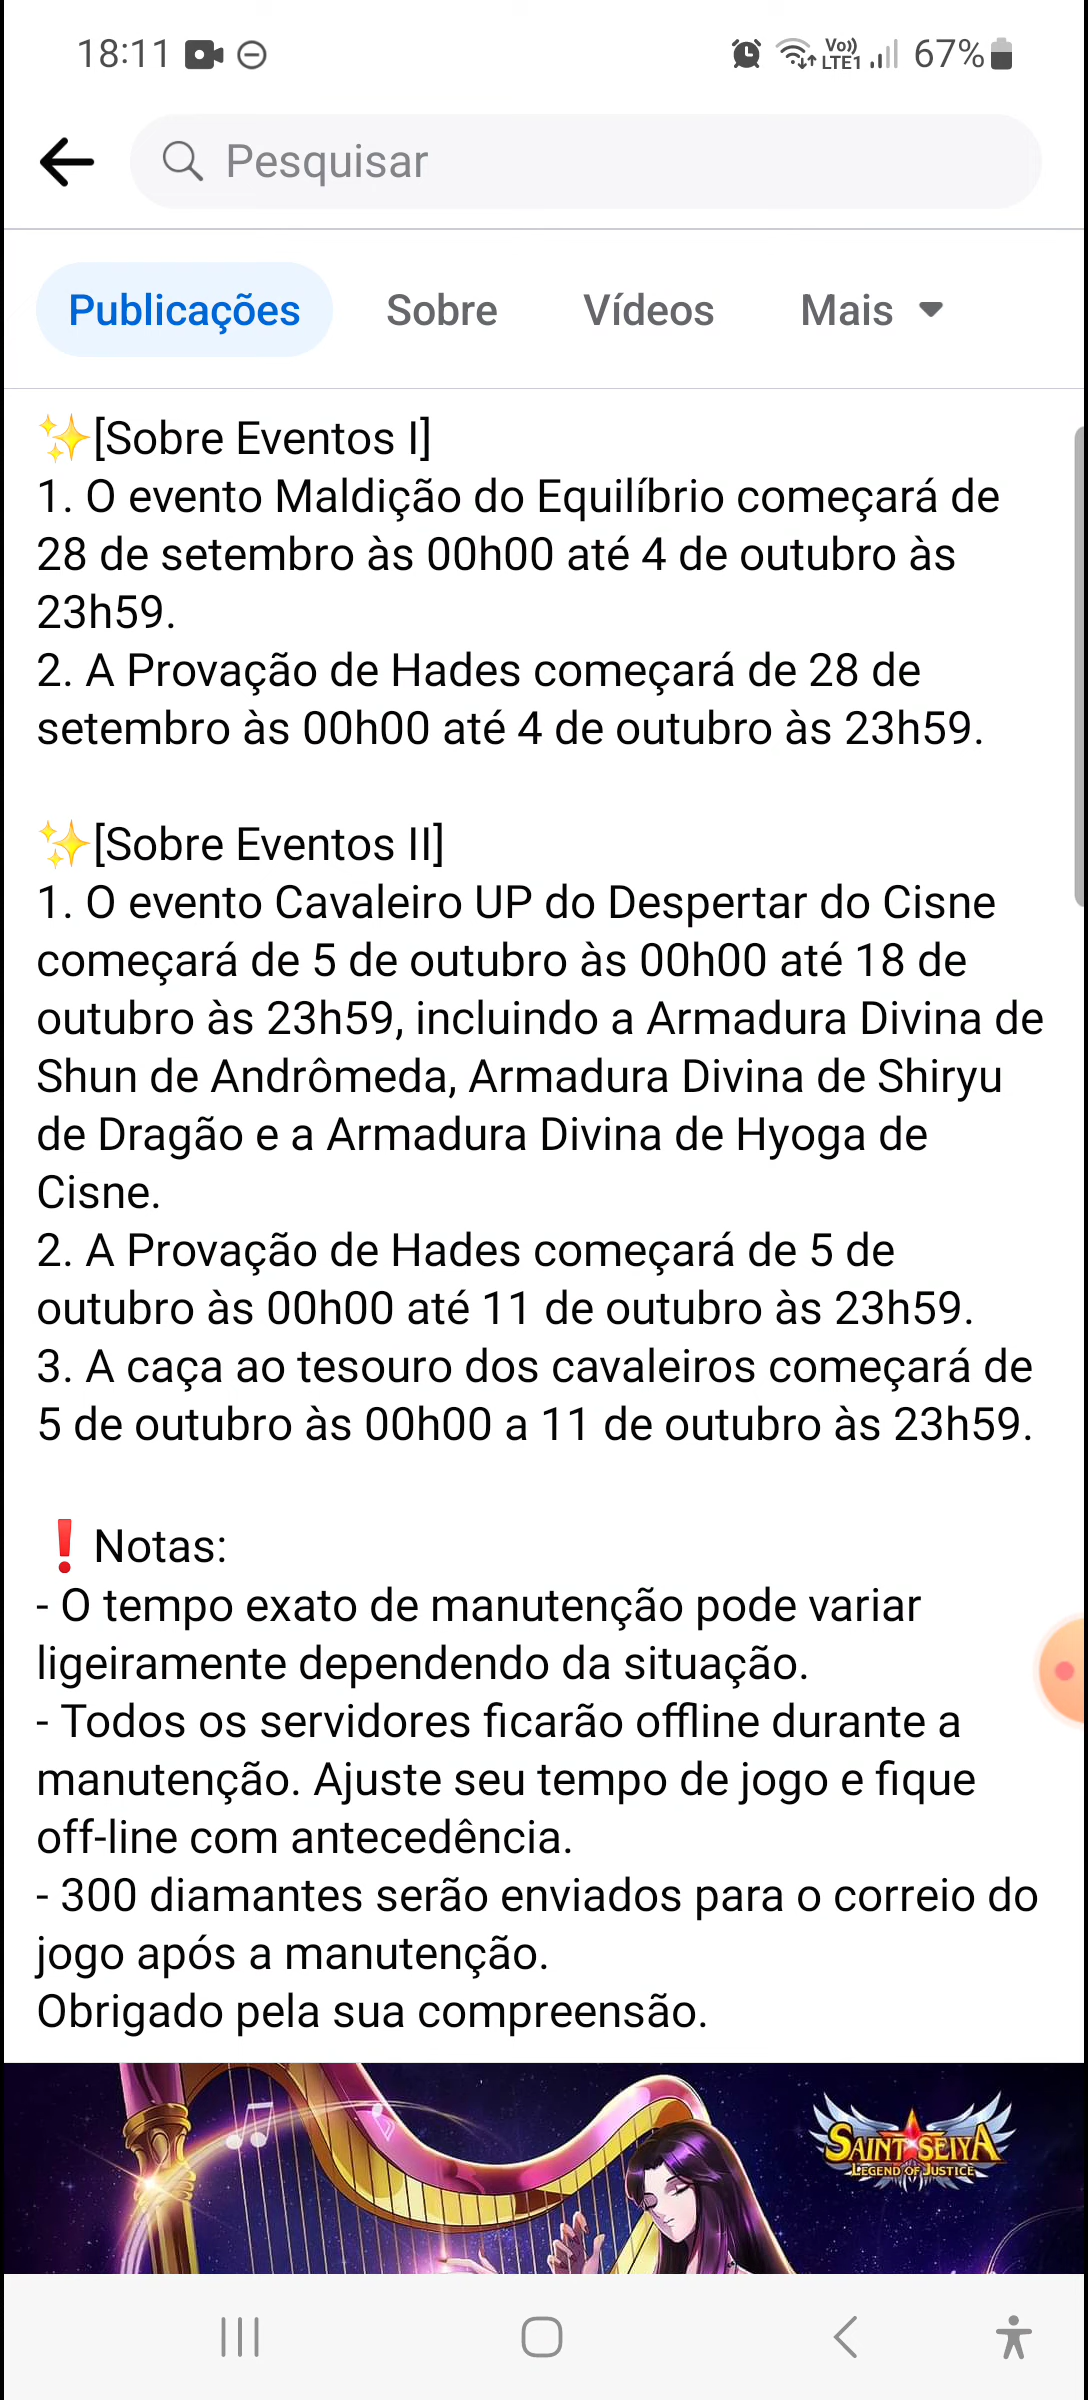 18:11
Vo)) LTE1 67%
Pesquisar
Publicações Sobre Vídeos Mais
✨[Sobre Eventos I]
1. O evento Maldição do Equilíbrio começará de
28 de setembro às 00h00 até 4 de outubro às
23h59.
2. A Provação de Hades começará de 28 de
setembro às 00h00 até 4 de outubro às 23h59.
✨[Sobre Eventos II]
1. O evento Cavaleiro UP do Despertar do Cisne
começará de 5 de outubro às 00h00 até 18 de
outubro às 23h59, incluindo a Armadura Divina de
Shun de Andrômeda, Armadura Divina de Shiryu
de Dragão e a Armadura Divina de Hyoga de
Cisne.
2. A Provação de Hades começará de 5 de
outubro às 00h00 até 11 de outubro às 23h59.
3. A caça ao tesouro dos cavaleiros começará de
5 de outubro às 00h00 a 11 de outubro às 23h59.
❗Notas:
- O tempo exato de manutenção pode variar
ligeiramente dependendo da situação.
- Todos os servidores ficarão offline durante a
manutenção. Ajuste seu tempo de jogo e fique
off-line com antecedência.
- 300 diamantes serão enviados para o correio do
jogo após a manutenção.
Obrigado pela sua compreensão.
SAINT SEIYA
LEGEND OF JUSTICE